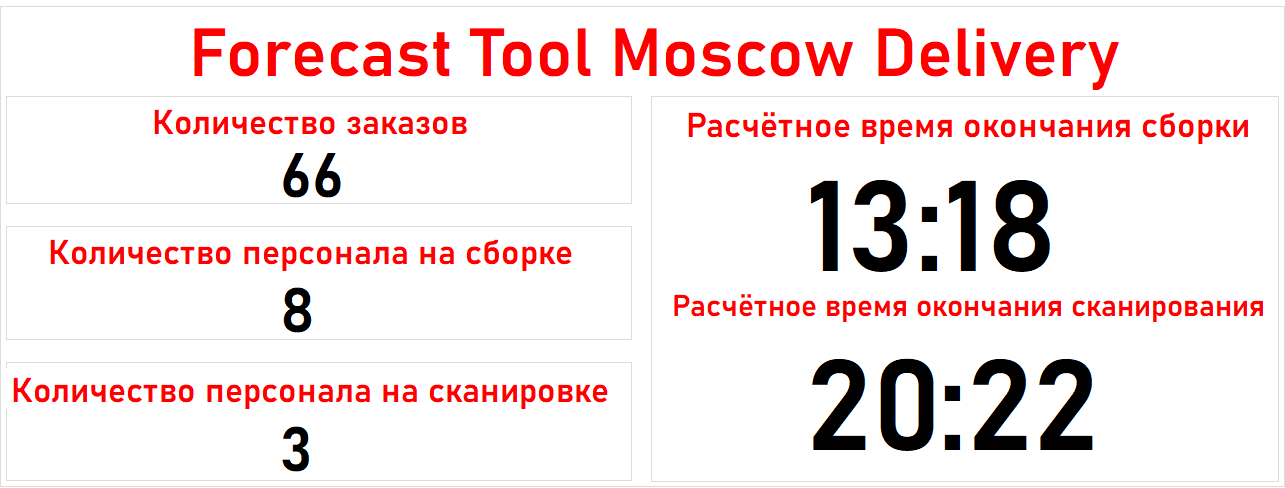 Forecast Tool Moscow Delivery
Количество заказов
66
Количество персонала на сборке
8
Количество персонала на сканировке
3
Расчётное время окончания сборки
13:18
Расчётное время окончания сканирования
20:22